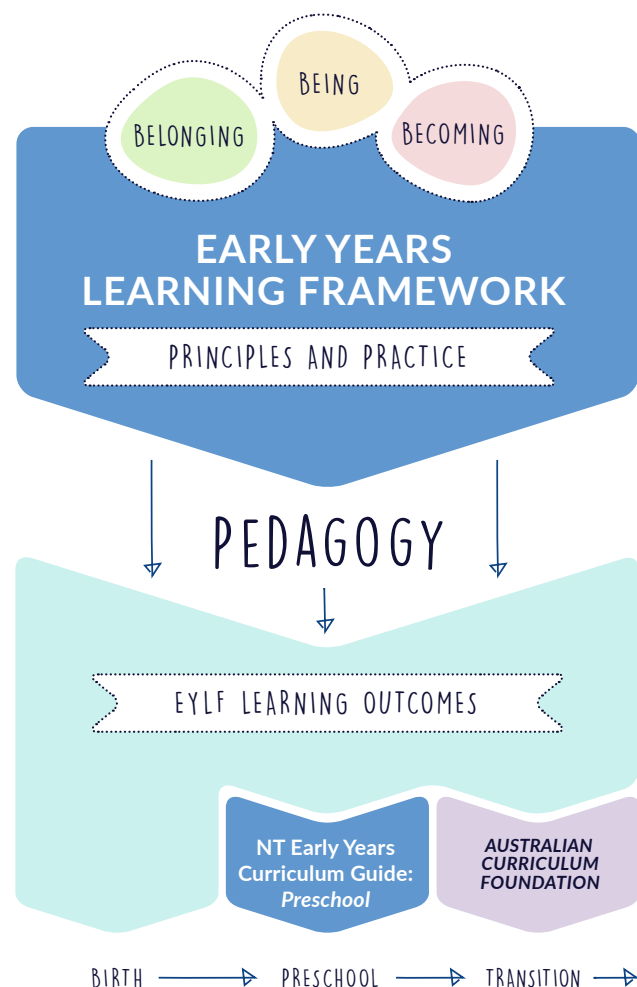 BELONGING
BEING
BECOMING
EARLY YEARS
LEARNING FRAMEWORK
PRINCIPLES AND PRACTICE
PEDAGOGY
EYLF LEARNING OUTCOMES
NT Early Years
Curriculum Guide:
Preschool
AUSTRALIAN
CURRICULUM
FOUNDATION
BIRTH
PRESCHOOL
TRANSITION